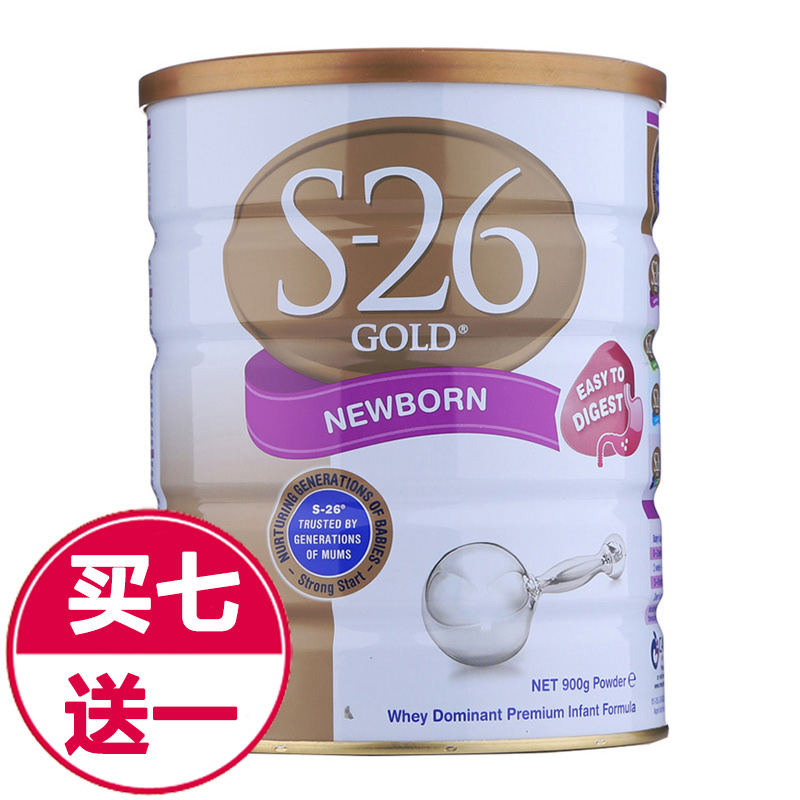 S-26
GOLD®
NEWBORN
EASY TO
DIGEST
NURTURING GENERATIONS OF BABIES
S-26®
TRUSTED BY
GENERATIONS
OF MUMS
- Strong Start -
买七
送一
NET 900g Powder e
Whey Dominant Premium Infant Formula